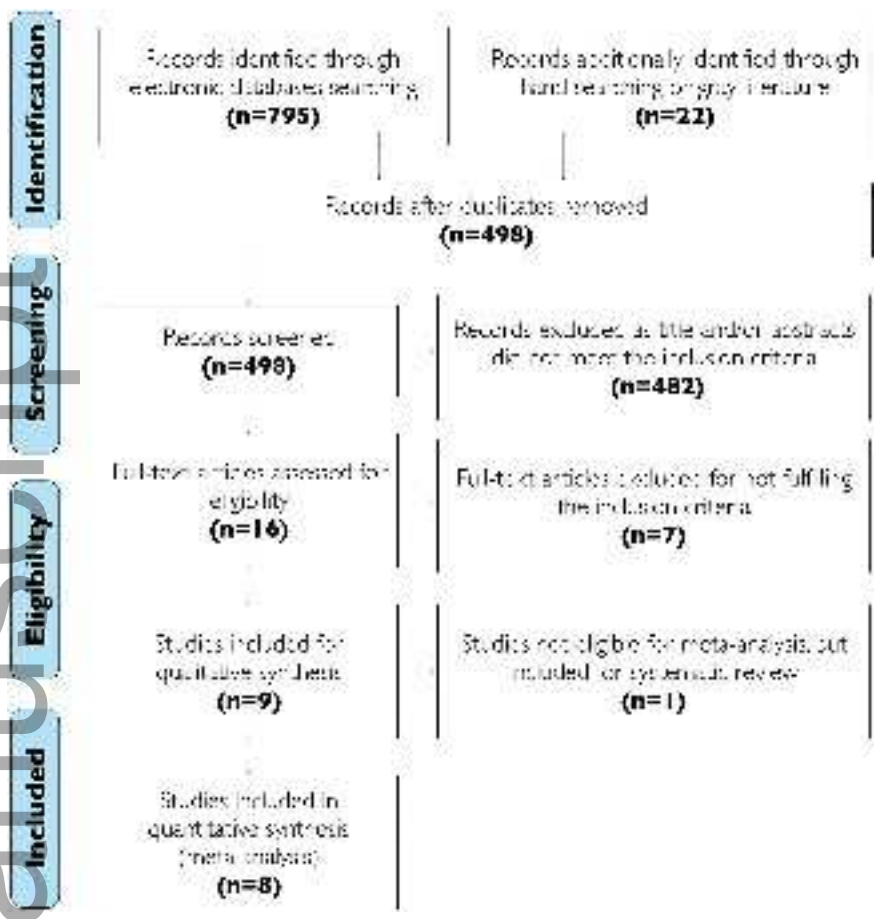 Identification
Records identified through
electronic databases searching
(n=795)
Records additionally identified through
hand searching or gray literature
(n=22)
Records after duplicates removed
(n=498)
Screening
Records screened
(n=498)
Records excluded as title and/or abstracts
did not meet the inclusion criteria
(n=482)
Eligibility
Full-text articles assessed for
eligibility
(n=16)
Full-text articles excluded for not fulfilling
the inclusion criteria
(n=7)
Studies included for
qualitative synthesis
(n=9)
Studies not eligible for meta-analysis, but
included for systematic review
(n=1)
Included
Studies included in
quantitative synthesis
(meta-analysis)
(n=8)